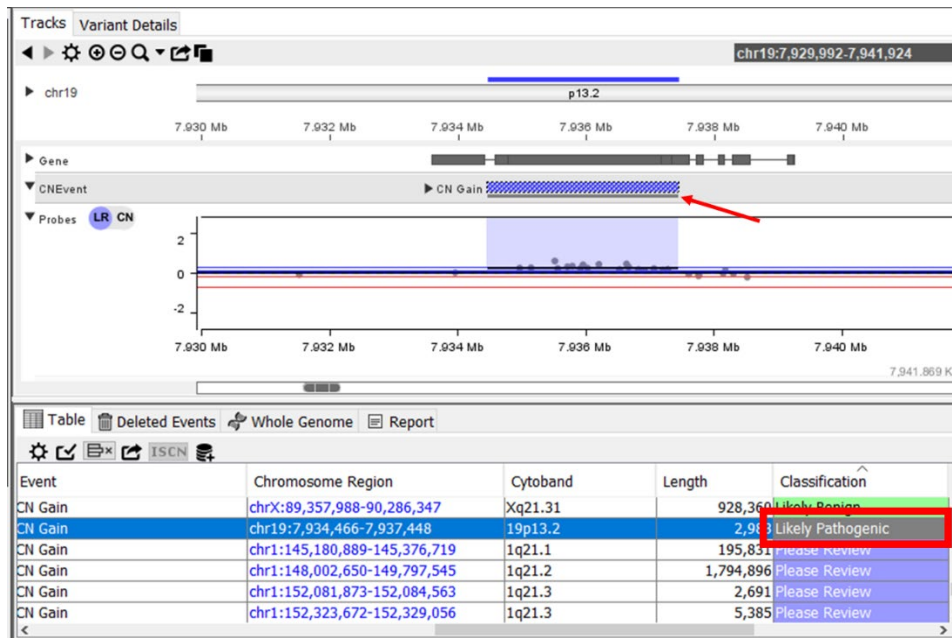 Tracks Variant Details
chr19:7,929,992-7,941,924
chr19
p13.2
7.930 Mb 7.932 Mb 7.934 Mb 7.936 Mb 7.938 Mb 7.940 Mb
Gene
CNEvent
CN Gain
Probes LR CN
2
0
-2
7.930 Mb 7.932 Mb 7.934 Mb 7.936 Mb 7.938 Mb 7.940 Mb
7,941.869 K
Table Deleted Events Whole Genome Report
ISCN
Event Chromosome Region Cytoband Length Classification
CN Gain chrX:89,357,988-90,286,347 Xq21.31 928,360 Likely Benign
CN Gain chr19:7,934,466-7,937,448 19p13.2 2,983 Likely Pathogenic
CN Gain chr1:145,180,889-145,376,719 1q21.1 195,831 Please Review
CN Gain chr1:148,002,650-149,797,545 1q21.2 1,794,896 Please Review
CN Gain chr1:152,081,873-152,084,563 1q21.3 2,691 Please Review
CN Gain chr1:152,323,672-152,329,056 1q21.3 5,385 Please Review